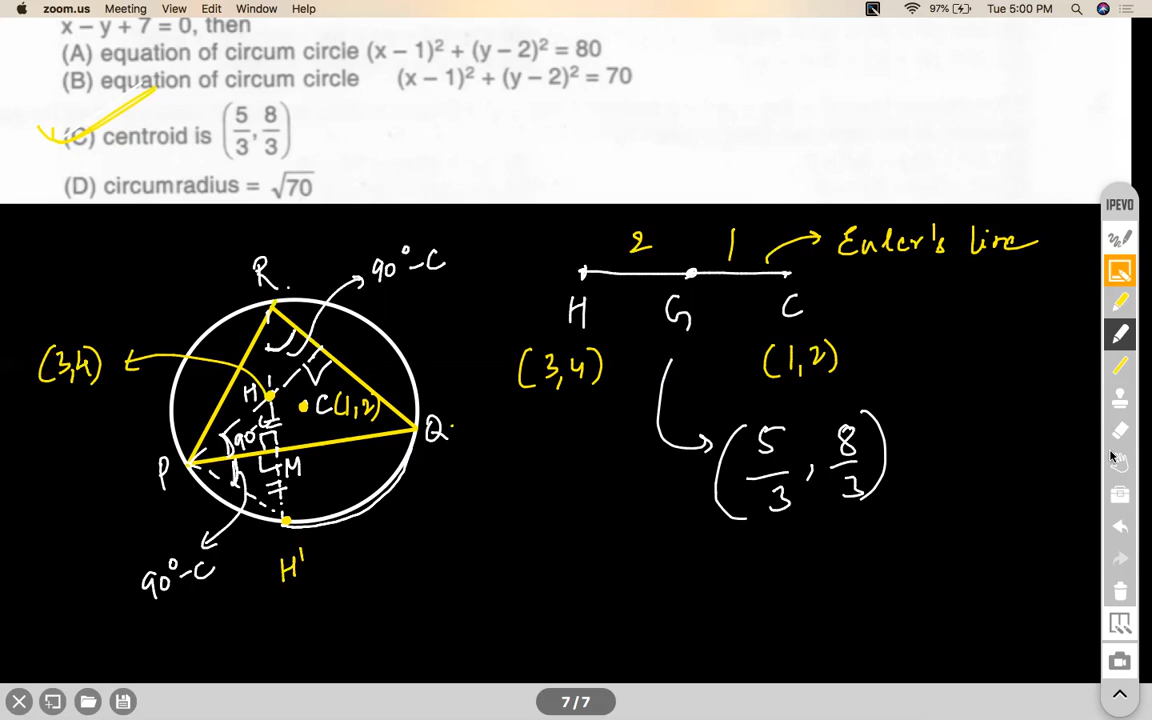 zoom.us Meeting View Edit Window Help 97% Tue 5:00 PM
x – y + 7 = 0, then
(A) equation of circum circle (x – 1)² + (y – 2)² = 80
(B) equation of circum circle (x – 1)² + (y – 2)² = 70
(C) centroid is (5/3, 8/3)
(D) circumradius = √70
IPEVO
2 1 Euler's line
H G C
(3,4) (1,2)
(5/3, 8/3)
R 90°-C
(3,4)
H C(1,2)
90° Q
P M
90°-C H'
7/7